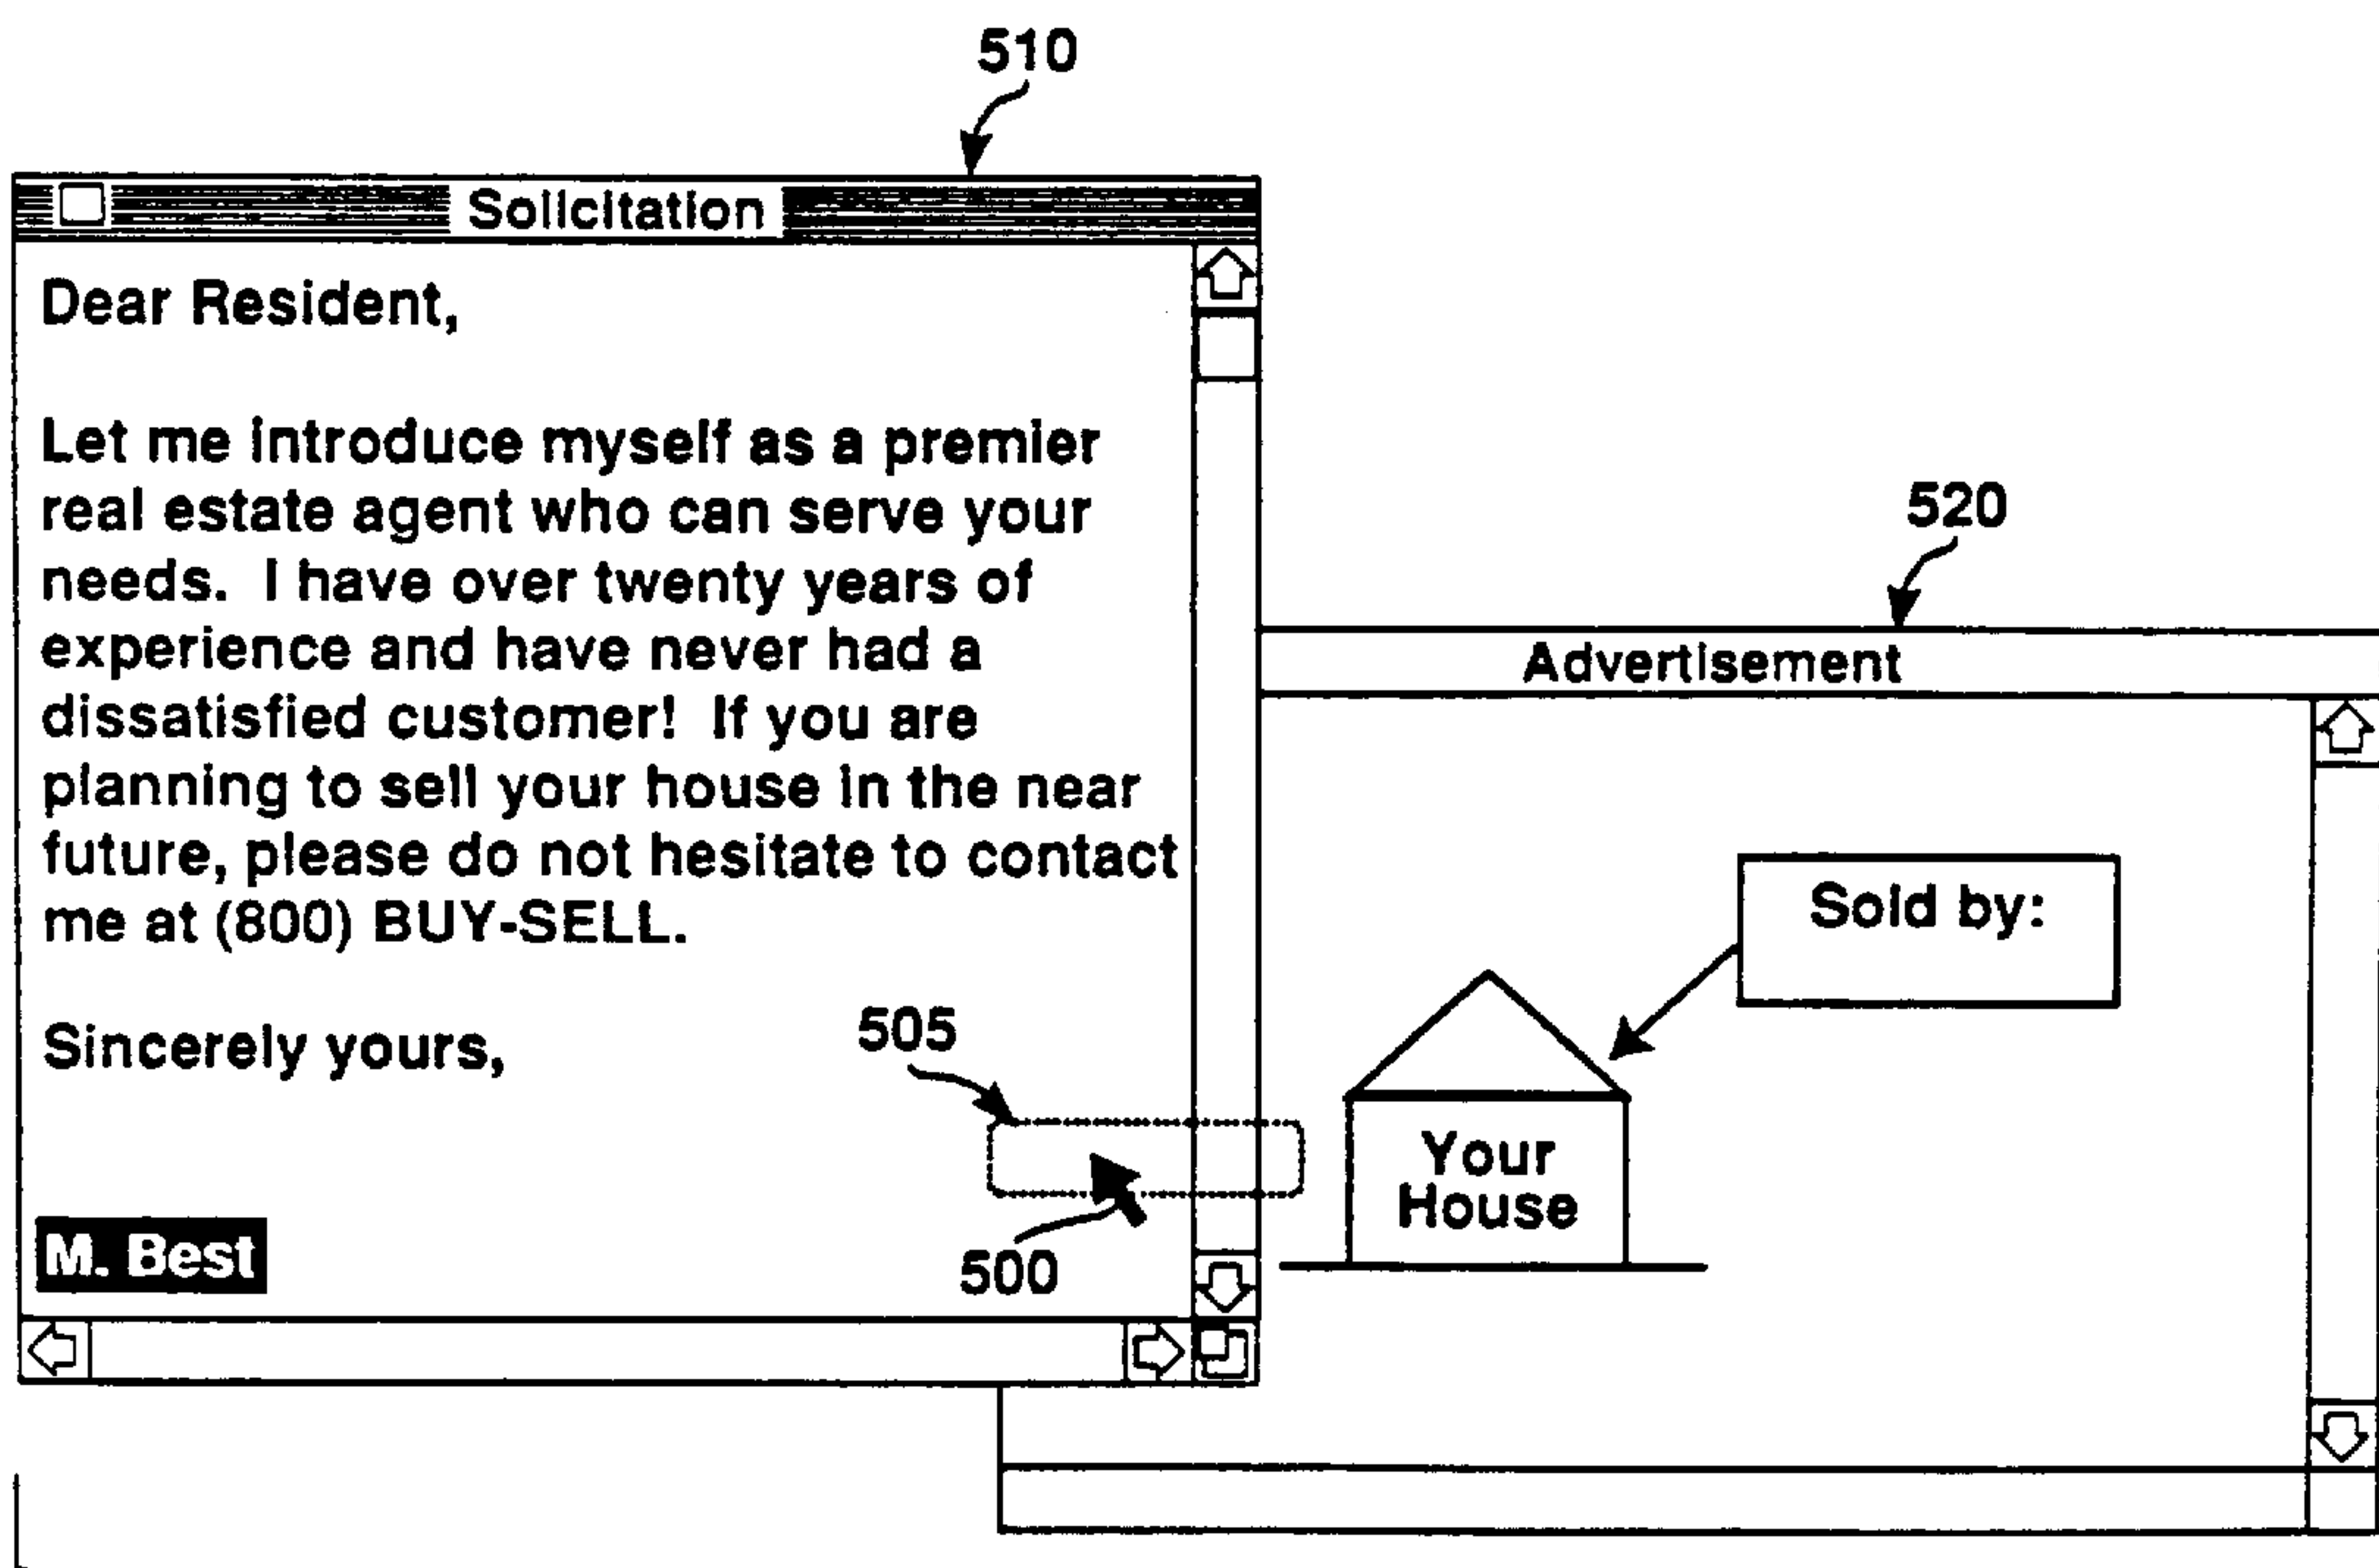 510
Solicitation
Dear Resident,
Let me introduce myself as a premier
real estate agent who can serve your
needs. I have over twenty years of
experience and have never had a
dissatisfied customer! If you are
planning to sell your house in the near
future, please do not hesitate to contact
me at (800) BUY-SELL.
Sincerely yours,
505
500
M. Best
520
Advertisement
Sold by:
Your
House